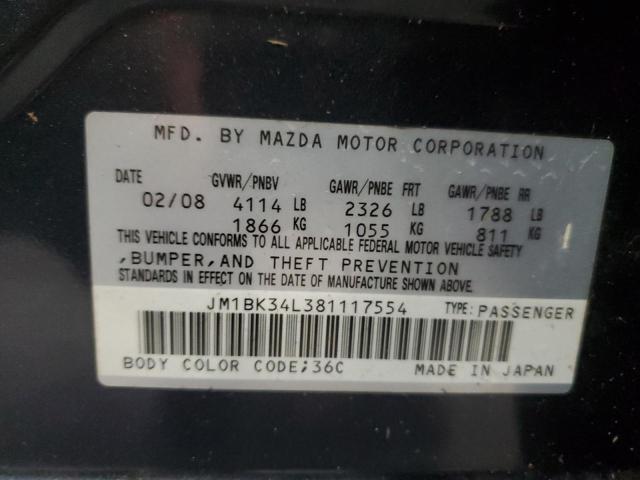 MFD. BY MAZDA MOTOR CORPORATION
DATE GVWR/PNBV GAWR/PNBE FRT GAWR/PNBE RR
02/08 4114 LB 2326 LB 1788 LB
1866 KG 1055 KG 811 KG
THIS VEHICLE CONFORMS TO ALL APPLICABLE FEDERAL MOTOR VEHICLE SAFETY
,BUMPER,AND THEFT PREVENTION
STANDARDS IN EFFECT ON THE DATE OF MANUFACTURE SHOWN ABOVE.
JM1BK34L381117554 TYPE:PASSENGER
BODY COLOR CODE;36C MADE IN JAPAN